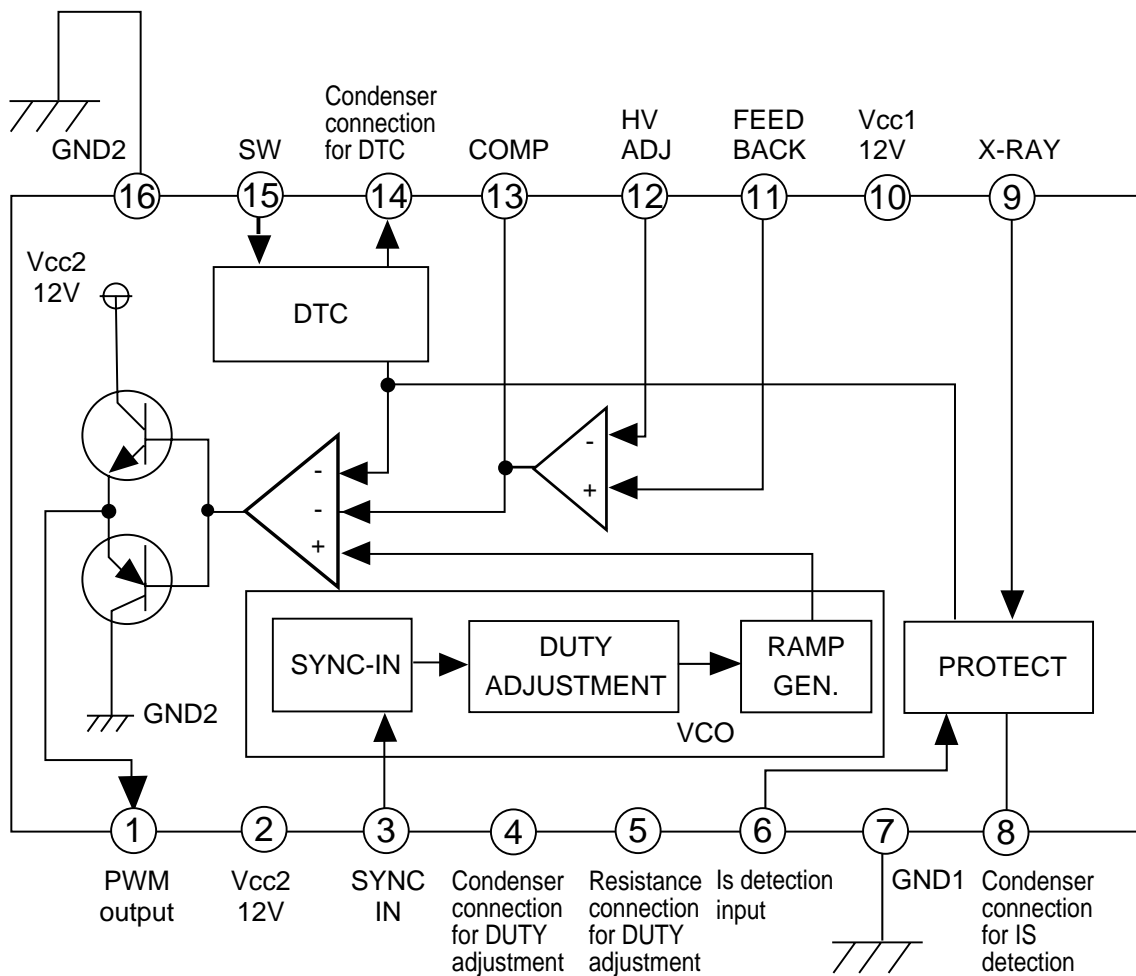 GND2
SW
Condenser
connection
for DTC
COMP
HV
ADJ
FEED
BACK
Vcc1
12V
X-RAY
16
15
14
13
12
11
10
9
Vcc2
12V
DTC
-
+
-
-
+
SYNC-IN
DUTY
ADJUSTMENT
RAMP
GEN.
VCO
PROTECT
GND2
1
2
3
4
5
6
7
8
PWM
output
Vcc2
12V
SYNC
IN
Condenser
connection
for DUTY
adjustment
Resistance
connection
for DUTY
adjustment
Is detection
input
GND1
Condenser
connection
for IS
detection